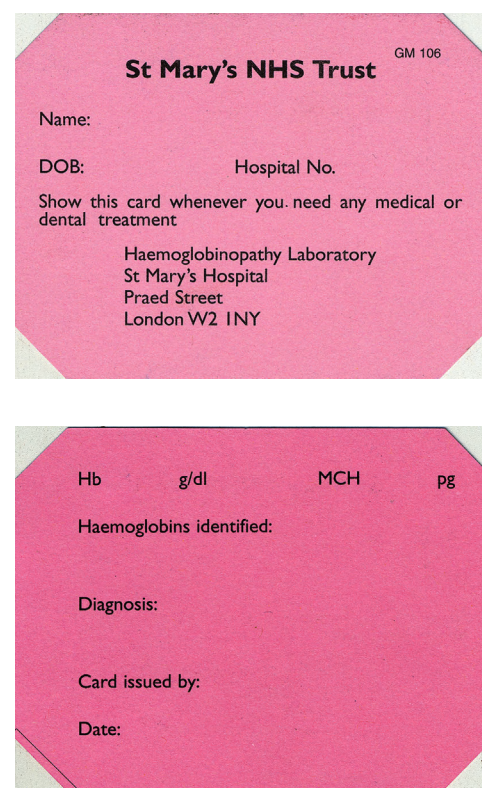 GM 106
St Mary's NHS Trust
Name:
DOB: Hospital No.
Show this card whenever you need any medical or
dental treatment
Haemoglobinopathy Laboratory
St Mary's Hospital
Praed Street
London W2 1NY
Hb g/dl MCH pg
Haemoglobins identified:
Diagnosis:
Card issued by:
Date: